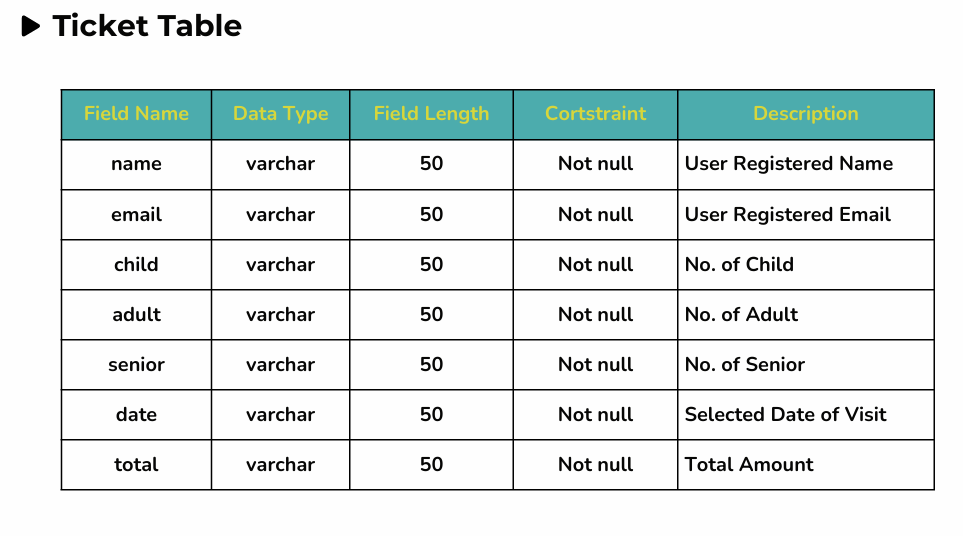 Ticket Table
Field Name Data Type Field Length Cortstraint Description
name varchar 50 Not null User Registered Name
email varchar 50 Not null User Registered Email
child varchar 50 Not null No. of Child
adult varchar 50 Not null No. of Adult
senior varchar 50 Not null No. of Senior
date varchar 50 Not null Selected Date of Visit
total varchar 50 Not null Total Amount